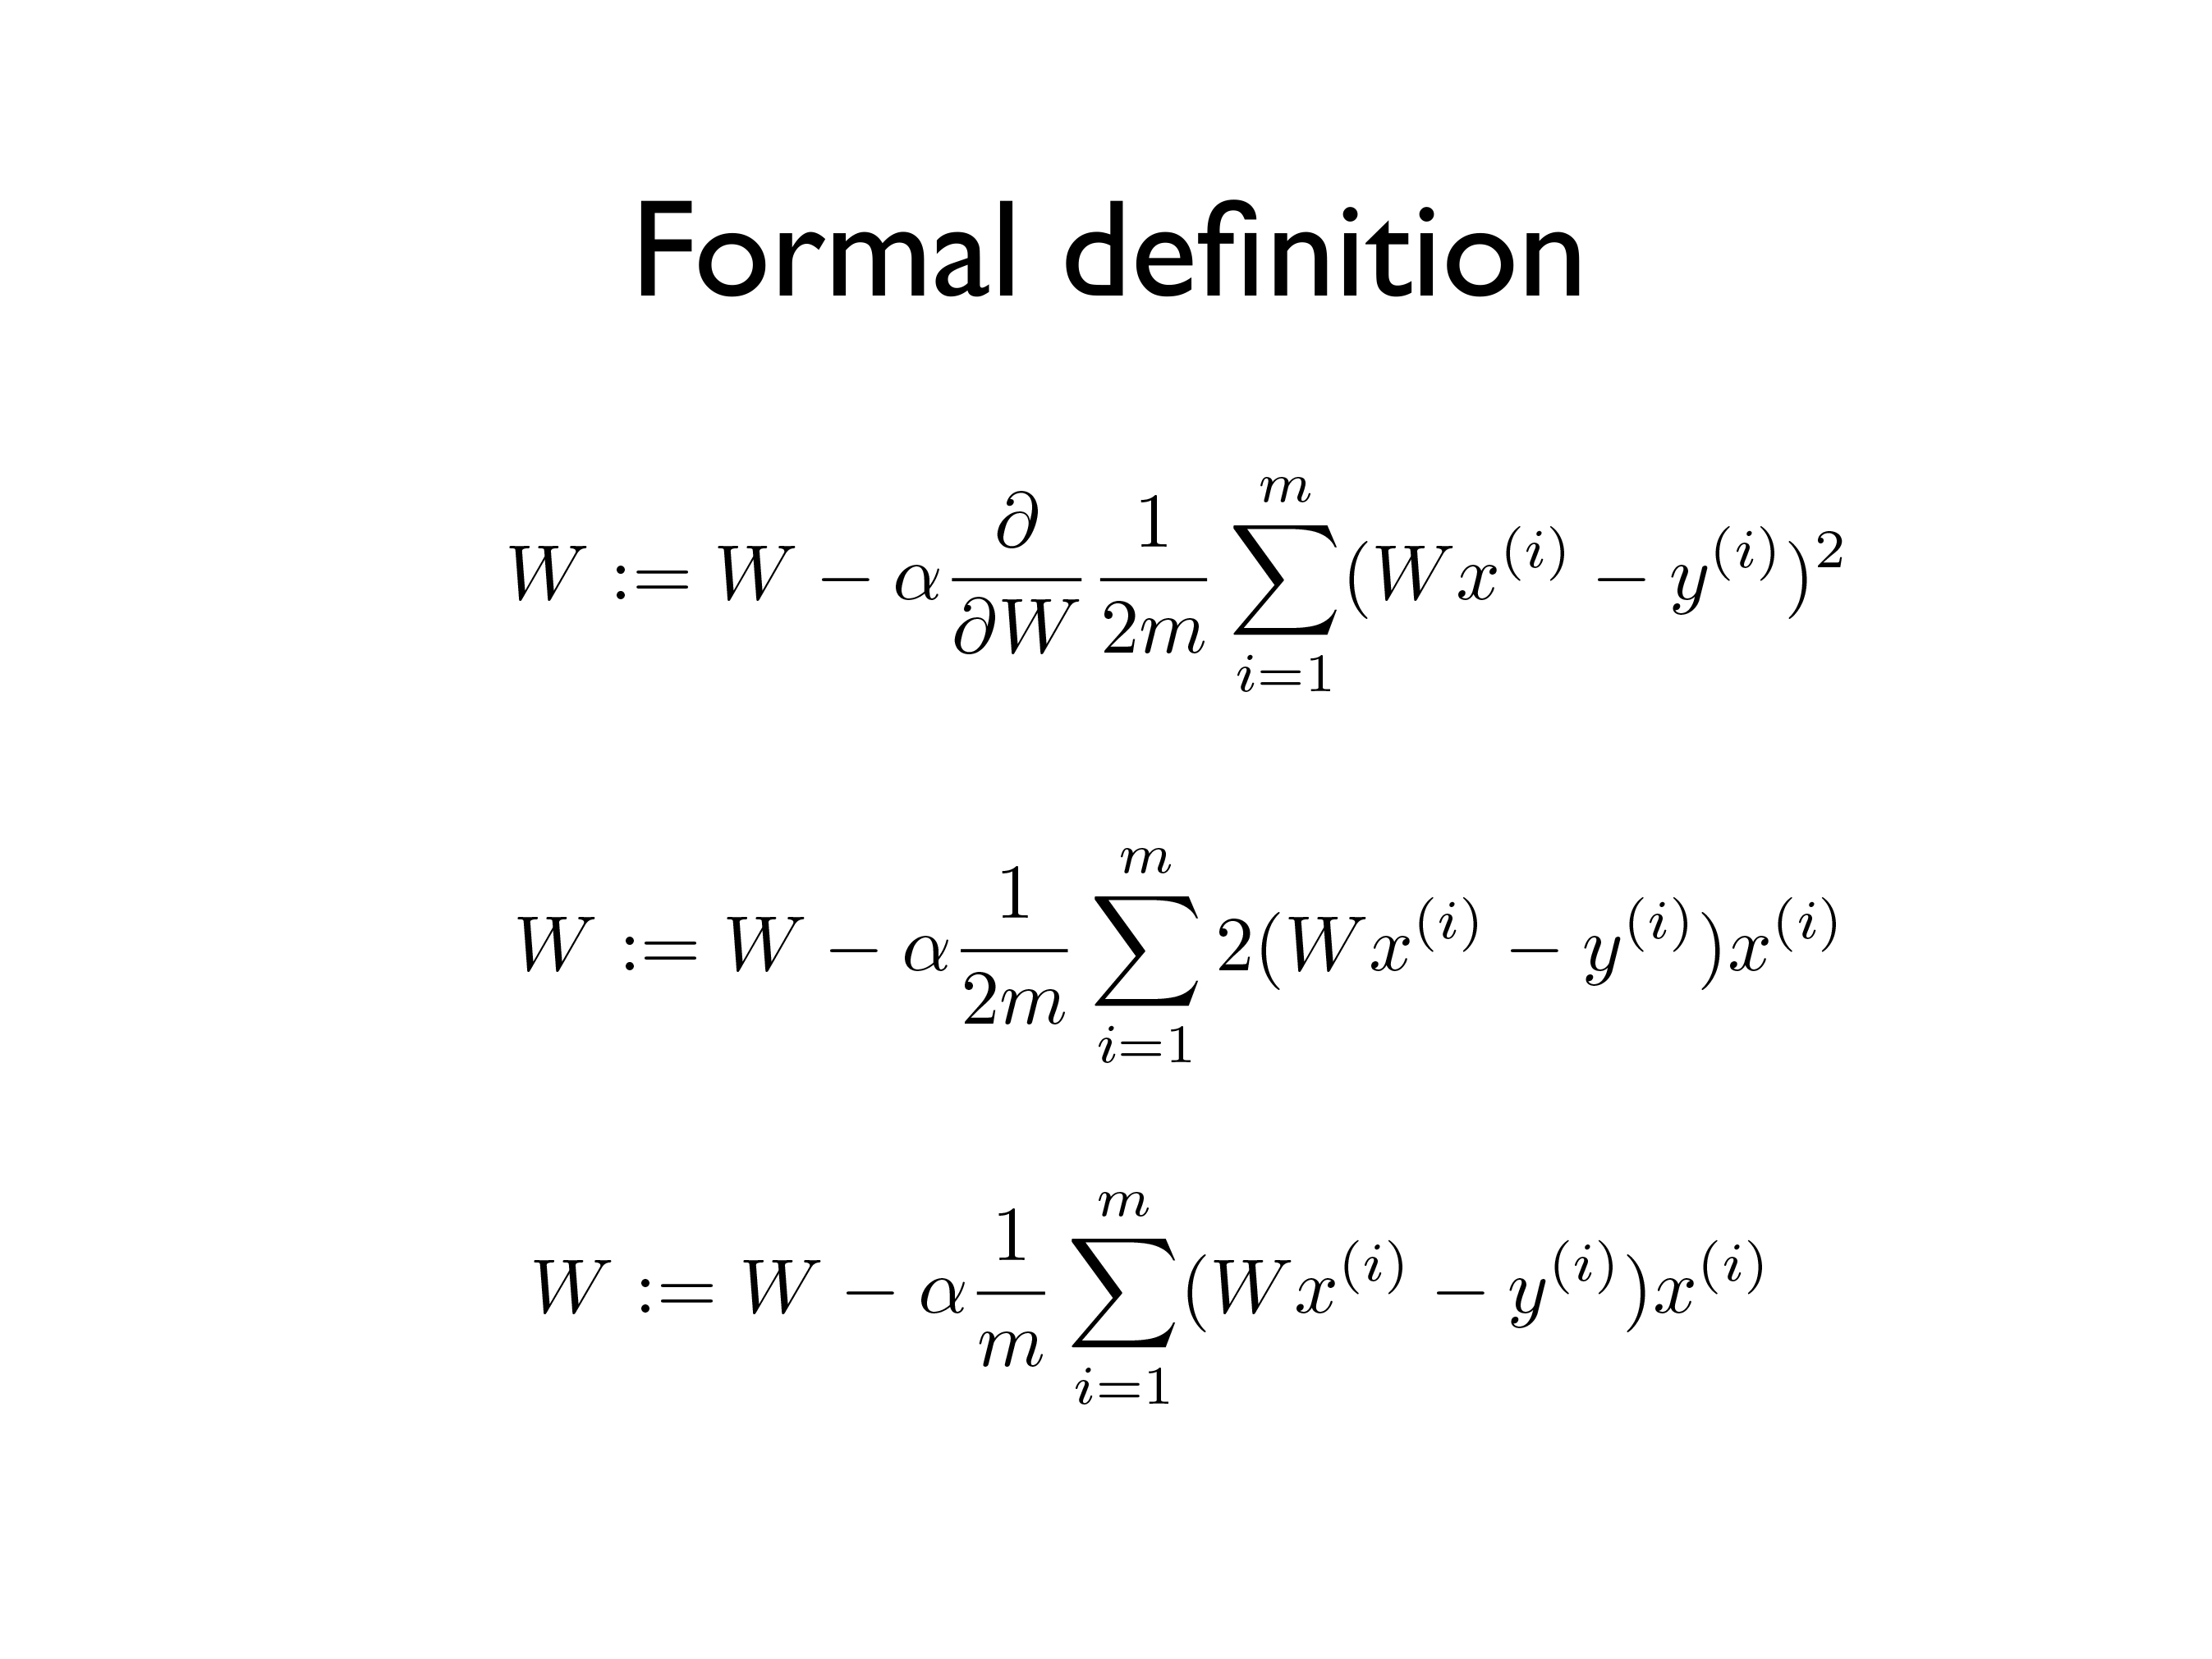 Formal definition
$W := W - \alpha \frac{\partial}{\partial W} \frac{1}{2m} \sum_{i=1}^{m} (Wx^{(i)} - y^{(i)})^2$
$W := W - \alpha \frac{1}{2m} \sum_{i=1}^{m} 2(Wx^{(i)} - y^{(i)})x^{(i)}$
$W := W - \alpha \frac{1}{m} \sum_{i=1}^{m} (Wx^{(i)} - y^{(i)})x^{(i)}$